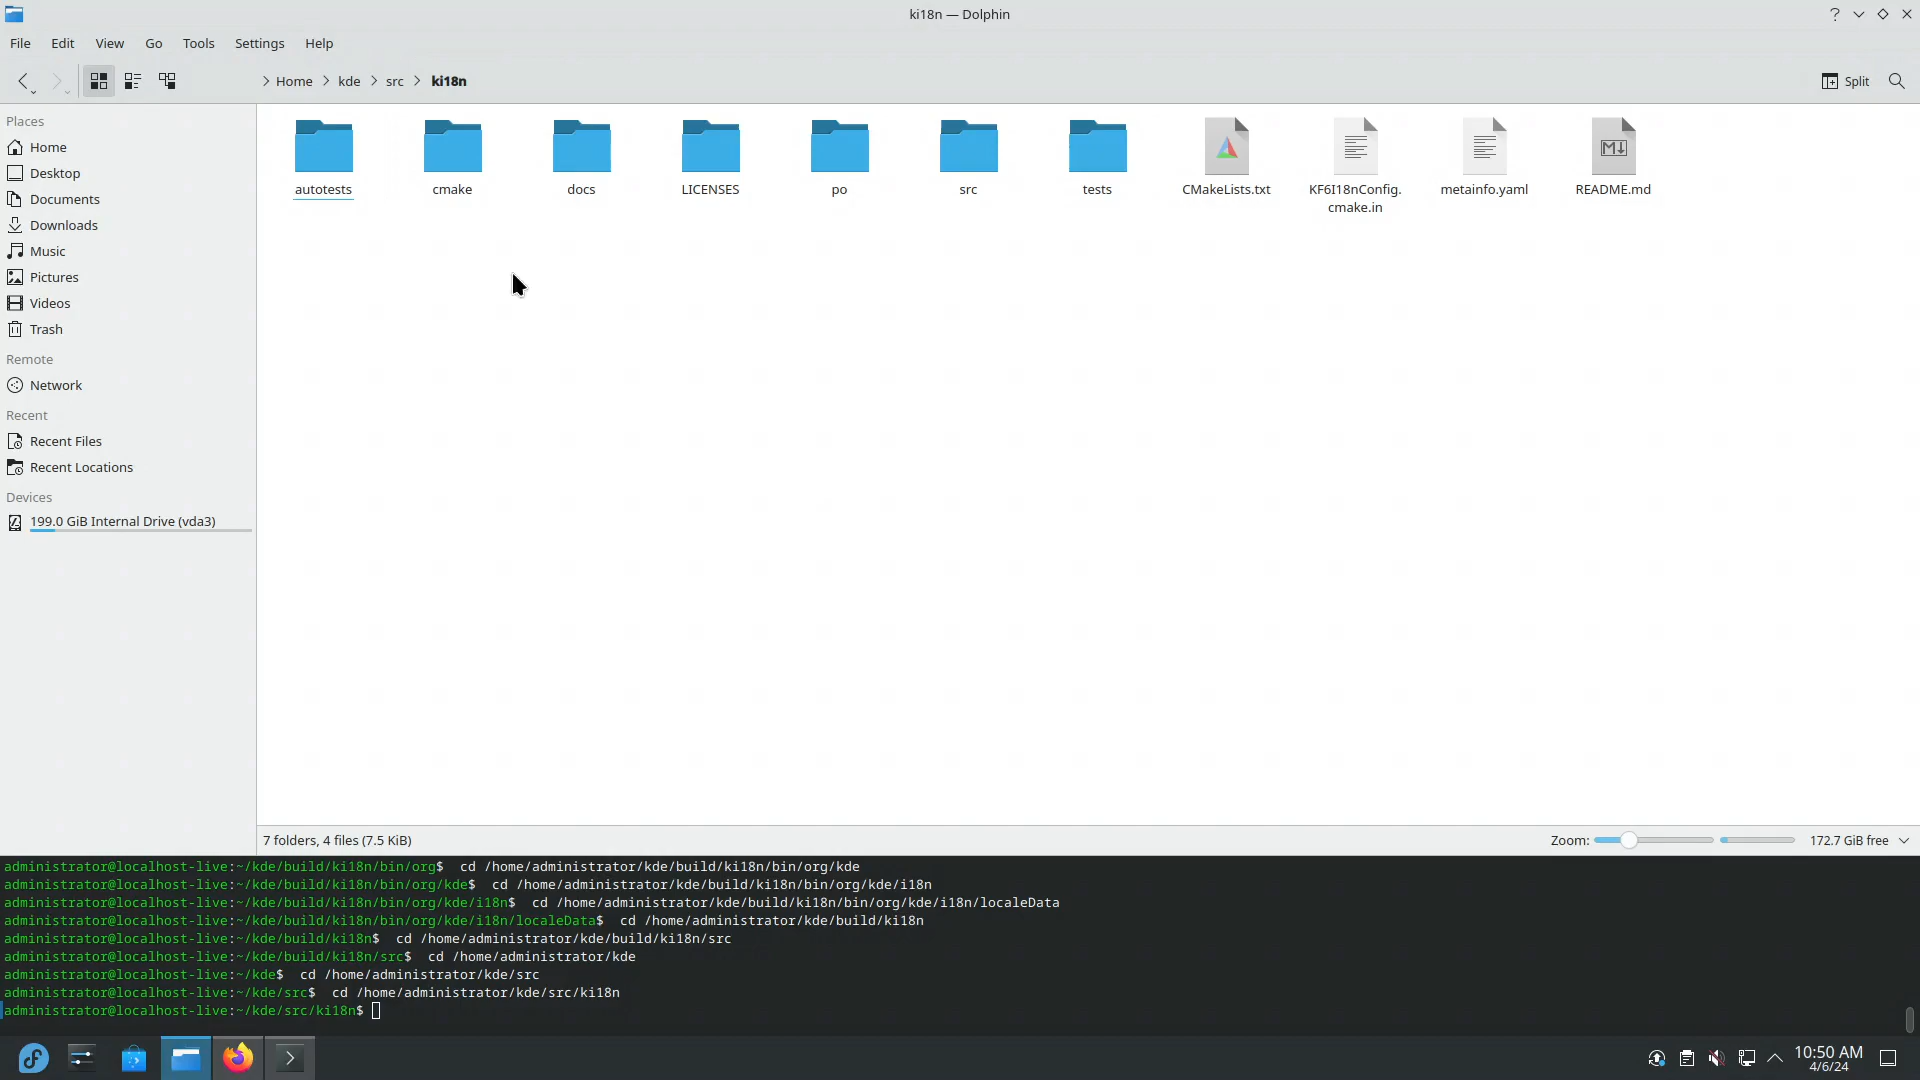 ki18n — Dolphin
File Edit View Go Tools Settings Help
Home kde src ki18n
Split
Places
Home
Desktop
Documents
Downloads
Music
Pictures
Videos
Trash
Remote
Network
Recent
Recent Files
Recent Locations
Devices
199.0 GiB Internal Drive (vda3)
autotests cmake docs LICENSES po src tests CMakeLists.txt KF6I18nConfig. metainfo.yaml README.md
cmake.in
7 folders, 4 files (7.5 KiB)
Zoom:
172.7 GiB free
administrator@localhost-live:~/kde/build/ki18n/bin/org$  cd /home/administrator/kde/build/ki18n/bin/org/kde
administrator@localhost-live:~/kde/build/ki18n/bin/org/kde$  cd /home/administrator/kde/build/ki18n/bin/org/kde/i18n
administrator@localhost-live:~/kde/build/ki18n/bin/org/kde/i18n$  cd /home/administrator/kde/build/ki18n/bin/org/kde/i18n/localeData
administrator@localhost-live:~/kde/build/ki18n/bin/org/kde/i18n/localeData$  cd /home/administrator/kde/build/ki18n
administrator@localhost-live:~/kde/build/ki18n$  cd /home/administrator/kde/build/ki18n/src
administrator@localhost-live:~/kde/build/ki18n/src$  cd /home/administrator/kde
administrator@localhost-live:~/kde$  cd /home/administrator/kde/src
administrator@localhost-live:~/kde/src$  cd /home/administrator/kde/src/ki18n
administrator@localhost-live:~/kde/src/ki18n$
10:50 AM
4/6/24